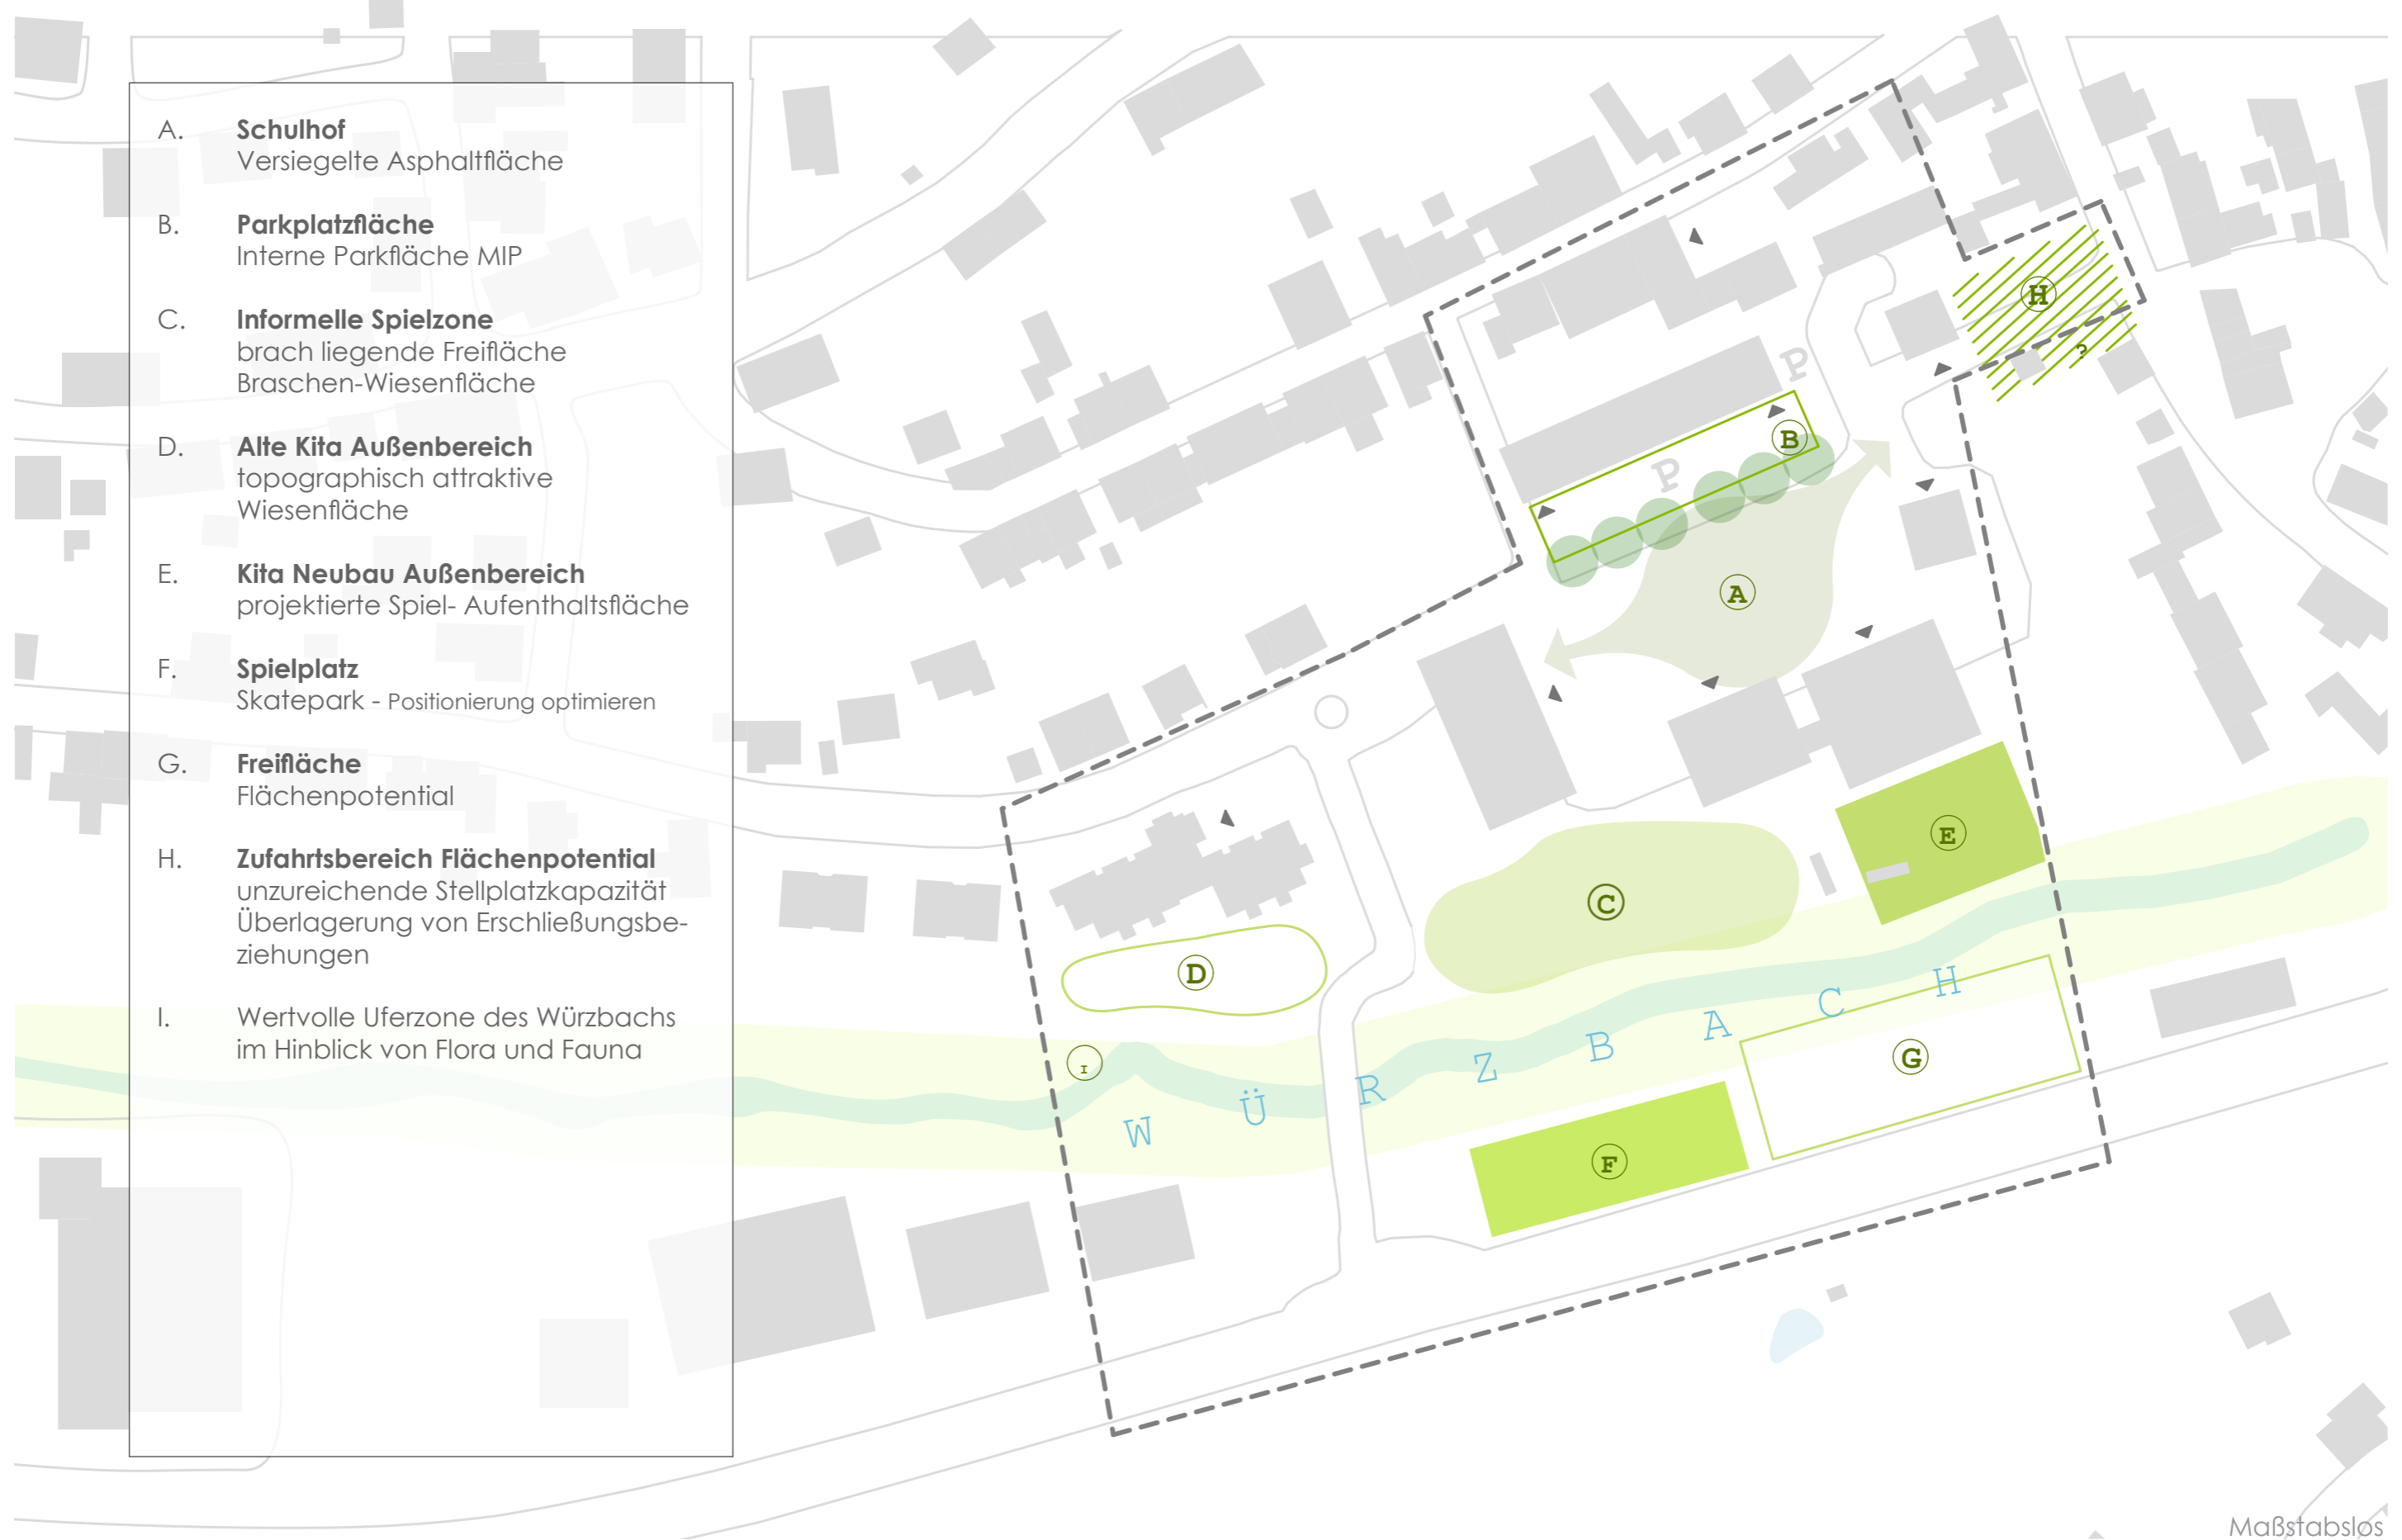 A. Schulhof
Versiegelte Asphaltfläche
B. Parkplatzfläche
Interne Parkfläche MIP
C. Informelle Spielzone
brach liegende Freifläche
Braschen-Wiesenfläche
D. Alte Kita Außenbereich
topographisch attraktive
Wiesenfläche
E. Kita Neubau Außenbereich
projektierte Spiel- Aufenthaltsfläche
F. Spielplatz
Skatepark - Positionierung optimieren
G. Freifläche
Flächenpotential
H. Zufahrtsbereich Flächenpotential
unzureichende Stellplatzkapazität
Überlagerung von Erschließungsbe-
ziehungen
I. Wertvolle Uferzone des Würzbachs
im Hinblick von Flora und Fauna
H
?
P
B
P
A
E
C
D
I
G
F
WÜRZBACH
Maßstabslos